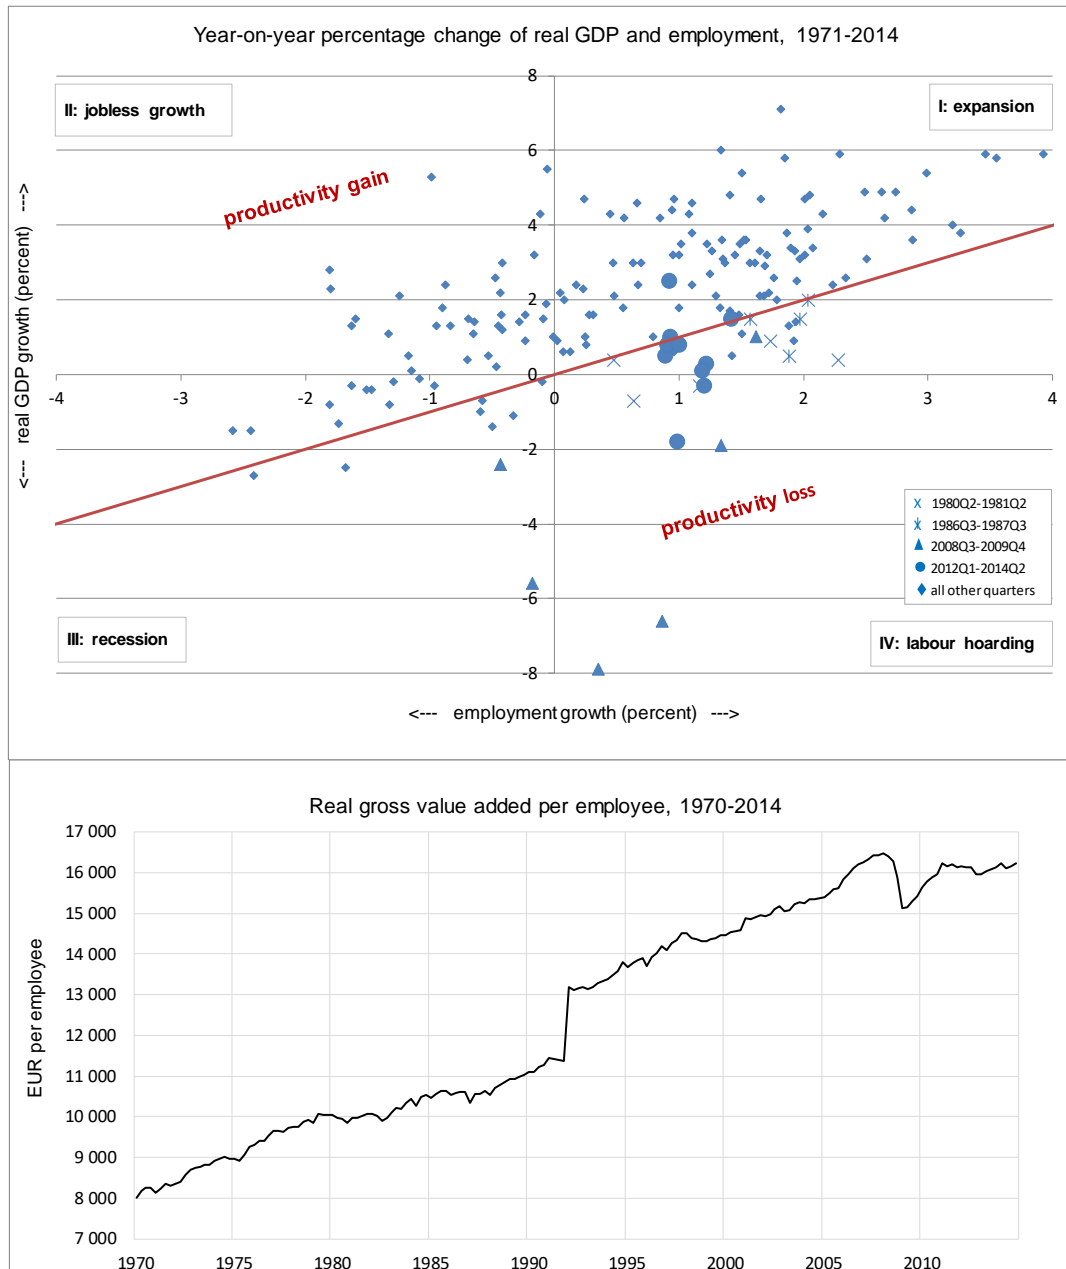 Year-on-year percentage change of real GDP and employment, 1971-2014
8
II: jobless growth
I: expansion
6
productivity gain
4
2
0
-4 -3 -2 -1 0 1 2 3 4
-2
productivity loss
-4
-6
-8
<--- real GDP growth (percent) --->
1980Q2-1981Q2
1986Q3-1987Q3
2008Q3-2009Q4
2012Q1-2014Q2
all other quarters
III: recession
IV: labour hoarding
<--- employment growth (percent) --->
Real gross value added per employee, 1970-2014
17 000
16 000
15 000
14 000
13 000
12 000
11 000
10 000
9 000
8 000
7 000
EUR per employee
1970 1975 1980 1985 1990 1995 2000 2005 2010